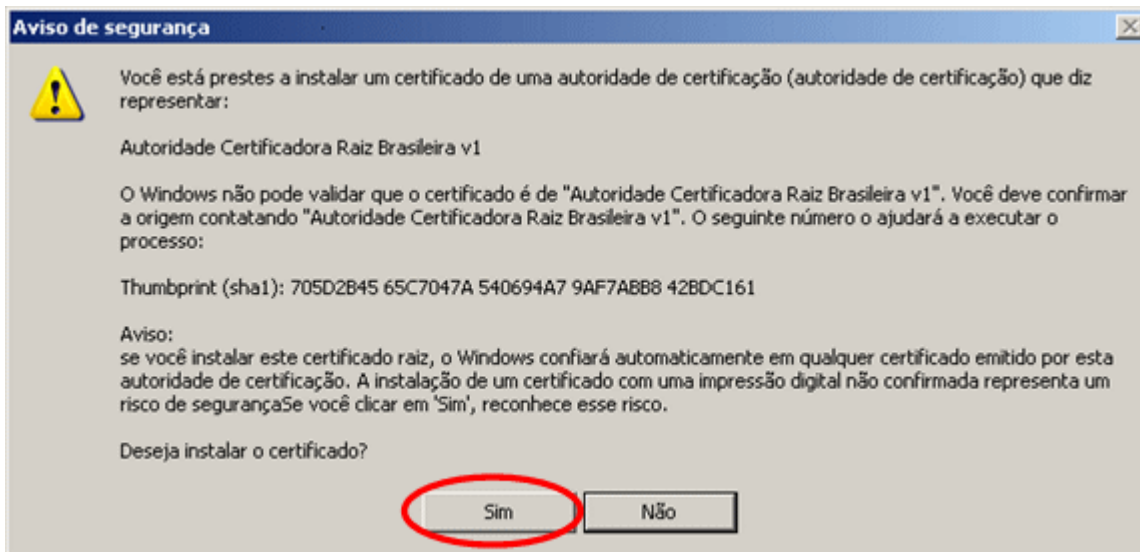 Aviso de segurança
Você está prestes a instalar um certificado de uma autoridade de certificação (autoridade de certificação) que diz
representar:
Autoridade Certificadora Raiz Brasileira v1
O Windows não pode validar que o certificado é de "Autoridade Certificadora Raiz Brasileira v1". Você deve confirmar
a origem contatando "Autoridade Certificadora Raiz Brasileira v1". O seguinte número o ajudará a executar o
processo:
Thumbprint (sha1): 705D2B45 65C7047A 540694A7 9AF7ABB8 42BDC161
Aviso:
se você instalar este certificado raiz, o Windows confiará automaticamente em qualquer certificado emitido por esta
autoridade de certificação. A instalação de um certificado com uma impressão digital não confirmada representa um
risco de segurançaSe você clicar em 'Sim', reconhece esse risco.
Deseja instalar o certificado?
Sim Não